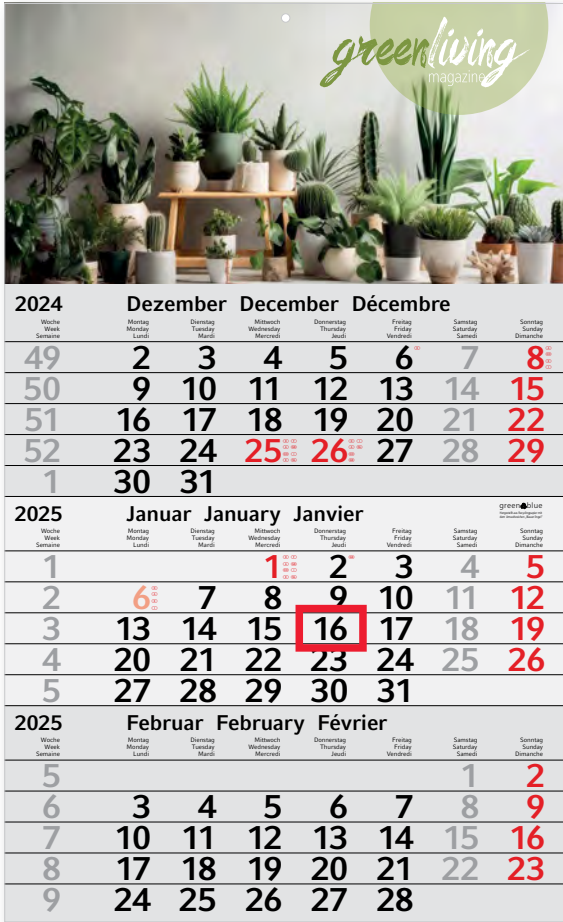 greenliving
magazine
2024 Dezember December Décembre
Woche Montag Dienstag Mittwoch Donnerstag Freitag Samstag Sonntag
Week Monday Tuesday Wednesday Thursday Friday Saturday Sunday
Semaine Lundi Mardi Mercredi Jeudi Vendredi Samedi Dimanche
49 2 3 4 5 6 7 8
50 9 10 11 12 13 14 15
51 16 17 18 19 20 21 22
52 23 24 25 26 27 28 29
1 30 31
2025 Januar January Janvier green blue
Woche Montag Dienstag Mittwoch Donnerstag Freitag Samstag Sonntag
Week Monday Tuesday Wednesday Thursday Friday Saturday Sunday
Semaine Lundi Mardi Mercredi Jeudi Vendredi Samedi Dimanche
1 1 2 3 4 5
2 6 7 8 9 10 11 12
3 13 14 15 16 17 18 19
4 20 21 22 23 24 25 26
5 27 28 29 30 31
2025 Februar February Février
Woche Montag Dienstag Mittwoch Donnerstag Freitag Samstag Sonntag
Week Monday Tuesday Wednesday Thursday Friday Saturday Sunday
Semaine Lundi Mardi Mercredi Jeudi Vendredi Samedi Dimanche
5 1 2
6 3 4 5 6 7 8 9
7 10 11 12 13 14 15 16
8 17 18 19 20 21 22 23
9 24 25 26 27 28